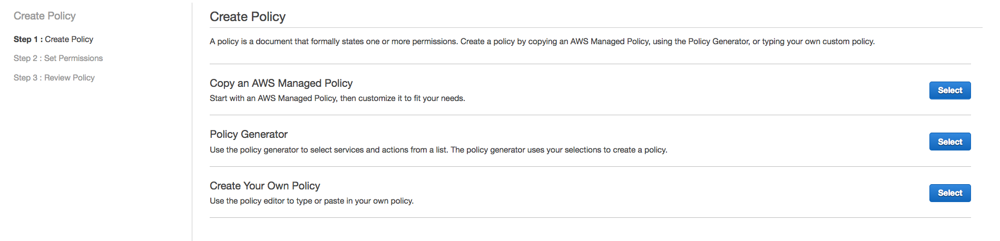 Create Policy
Step 1 : Create Policy
Step 2 : Set Permissions
Step 3 : Review Policy
Create Policy
A policy is a document that formally states one or more permissions. Create a policy by copying an AWS Managed Policy, using the Policy Generator, or typing your own custom policy.
Copy an AWS Managed Policy
Start with an AWS Managed Policy, then customize it to fit your needs.
Select
Policy Generator
Use the policy generator to select services and actions from a list. The policy generator uses your selections to create a policy.
Select
Create Your Own Policy
Use the policy editor to type or paste in your own policy.
Select